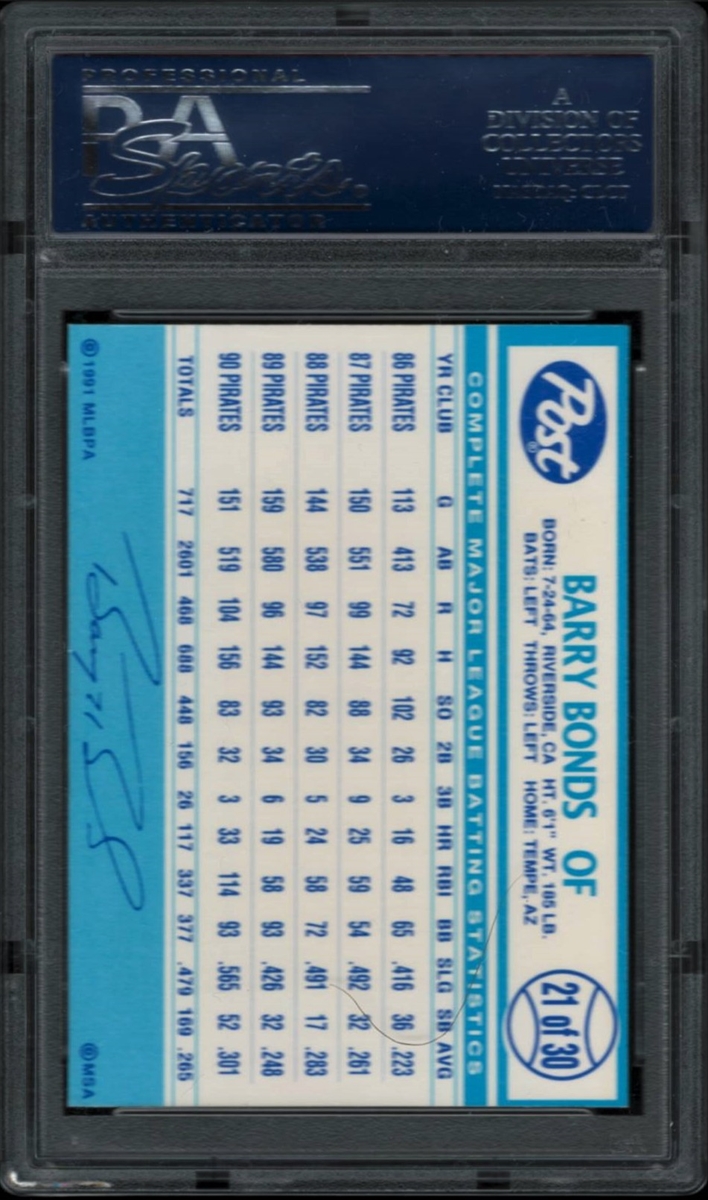 PROFESSIONAL
PSA
Sports
AUTHENTICATOR
A
DIVISION OF
COLLECTORS
UNIVERSE
NASDAQ: CLCT
Post®
BARRY BONDS OF
BORN: 7-24-64, RIVERSIDE, CA HT. 6'1" WT. 185 LB.
BATS: LEFT THROWS: LEFT HOME: TEMPE, AZ
21 of 30
COMPLETE MAJOR LEAGUE BATTING STATISTICS
YR CLUB G AB R H SO 2B 3B HR RBI BB SLG SB AVG
86 PIRATES 113 413 72 92 102 26 3 16 48 65 .416 36 .223
87 PIRATES 150 551 99 144 88 34 9 25 59 54 .492 32 .261
88 PIRATES 144 538 97 152 82 30 5 24 58 72 .491 17 .283
89 PIRATES 159 580 96 144 93 34 6 19 58 93 .426 32 .248
90 PIRATES 151 519 104 156 83 32 3 33 114 93 .565 52 .301
TOTALS 717 2601 468 688 448 156 26 117 337 377 .479 169 .265
©1991 MLBPA
©MSA